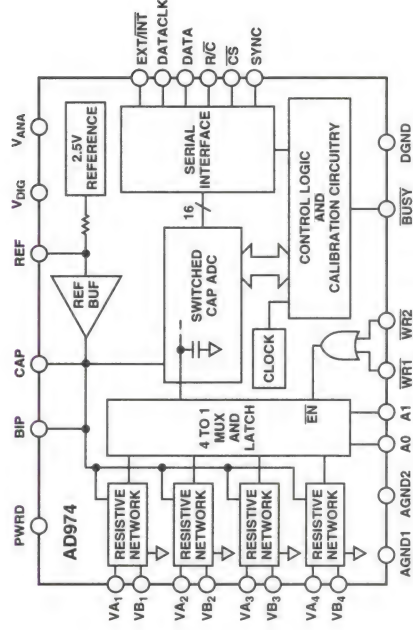 PWRD
BIP
CAP
REF
V_DIG
V_ANA
AD974
REF
BUF
2.5V
REFERENCE
VA1
VB1
RESISTIVE
NETWORK
VA2
VB2
RESISTIVE
NETWORK
VA3
VB3
RESISTIVE
NETWORK
VA4
VB4
RESISTIVE
NETWORK
4 TO 1
MUX
AND
LATCH
EN
SWITCHED
CAP ADC
16
SERIAL
INTERFACE
EXT/INT
DATACLK
DATA
R/C
CS
SYNC
CLOCK
CONTROL LOGIC
AND
CALIBRATION CIRCUITRY
AGND1
AGND2
A0
A1
WR1
WR2
BUSY
DGND